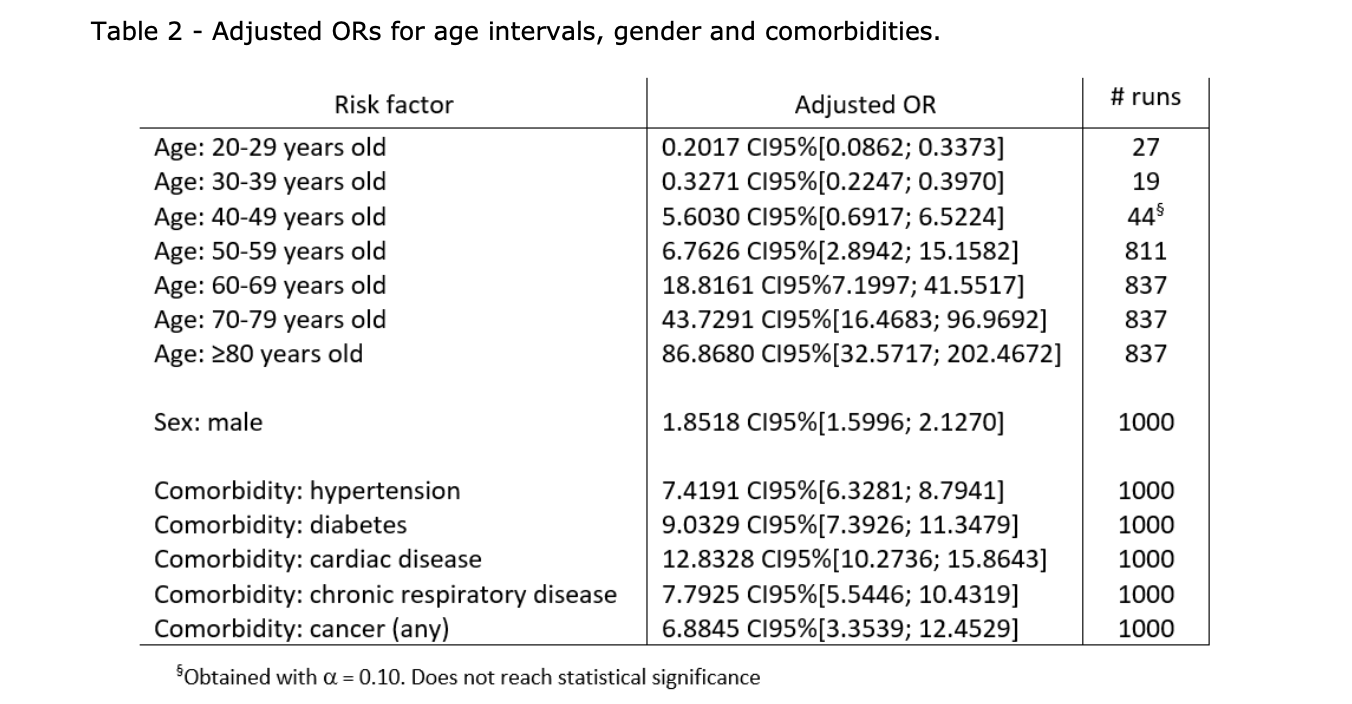 Table 2 - Adjusted ORs for age intervals, gender and comorbidities.
Risk factor Adjusted OR # runs
Age: 20-29 years old 0.2017 CI95%[0.0862; 0.3373] 27
Age: 30-39 years old 0.3271 CI95%[0.2247; 0.3970] 19
Age: 40-49 years old 5.6030 CI95%[0.6917; 6.5224] 44§
Age: 50-59 years old 6.7626 CI95%[2.8942; 15.1582] 811
Age: 60-69 years old 18.8161 CI95%7.1997; 41.5517] 837
Age: 70-79 years old 43.7291 CI95%[16.4683; 96.9692] 837
Age: ≥80 years old 86.8680 CI95%[32.5717; 202.4672] 837
Sex: male 1.8518 CI95%[1.5996; 2.1270] 1000
Comorbidity: hypertension 7.4191 CI95%[6.3281; 8.7941] 1000
Comorbidity: diabetes 9.0329 CI95%[7.3926; 11.3479] 1000
Comorbidity: cardiac disease 12.8328 CI95%[10.2736; 15.8643] 1000
Comorbidity: chronic respiratory disease 7.7925 CI95%[5.5446; 10.4319] 1000
Comorbidity: cancer (any) 6.8845 CI95%[3.3539; 12.4529] 1000
§Obtained with α = 0.10. Does not reach statistical significance